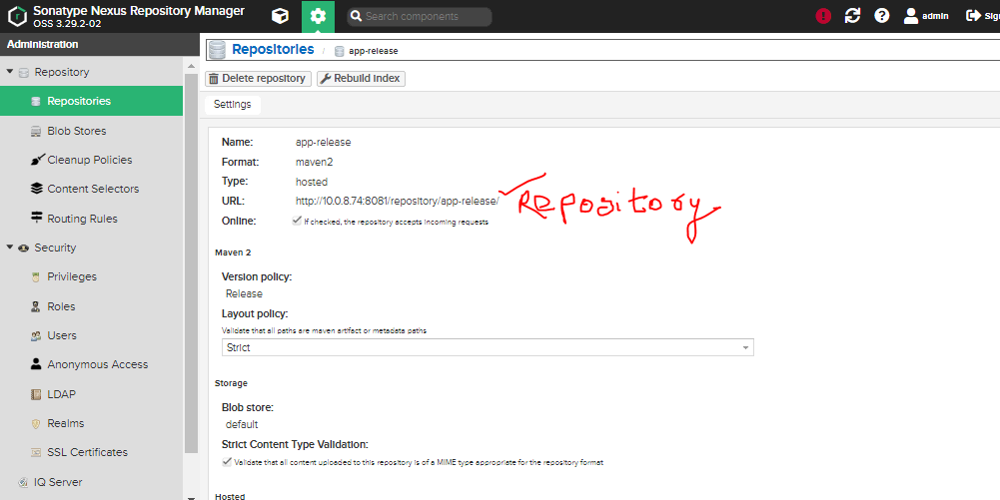 Sonatype Nexus Repository Manager
OSS 3.29.2-02
Search components
admin
Sig
Administration
Repository
Repositories
Blob Stores
Cleanup Policies
Content Selectors
Routing Rules
Security
Privileges
Roles
Users
Anonymous Access
LDAP
Realms
SSL Certificates
IQ Server
Repositories / app-release
Delete repository Rebuild index
Settings
Name: app-release
Format: maven2
Type: hosted
URL: http://10.0.8.74:8081/repository/app-release/
Repository
Online: If checked, the repository accepts incoming requests
Maven 2
Version policy:
Release
Layout policy:
Validate that all paths are maven artifact or metadata paths
Strict
Storage
Blob store:
default
Strict Content Type Validation:
Validate that all content uploaded to this repository is of a MIME type appropriate for the repository format
Hosted